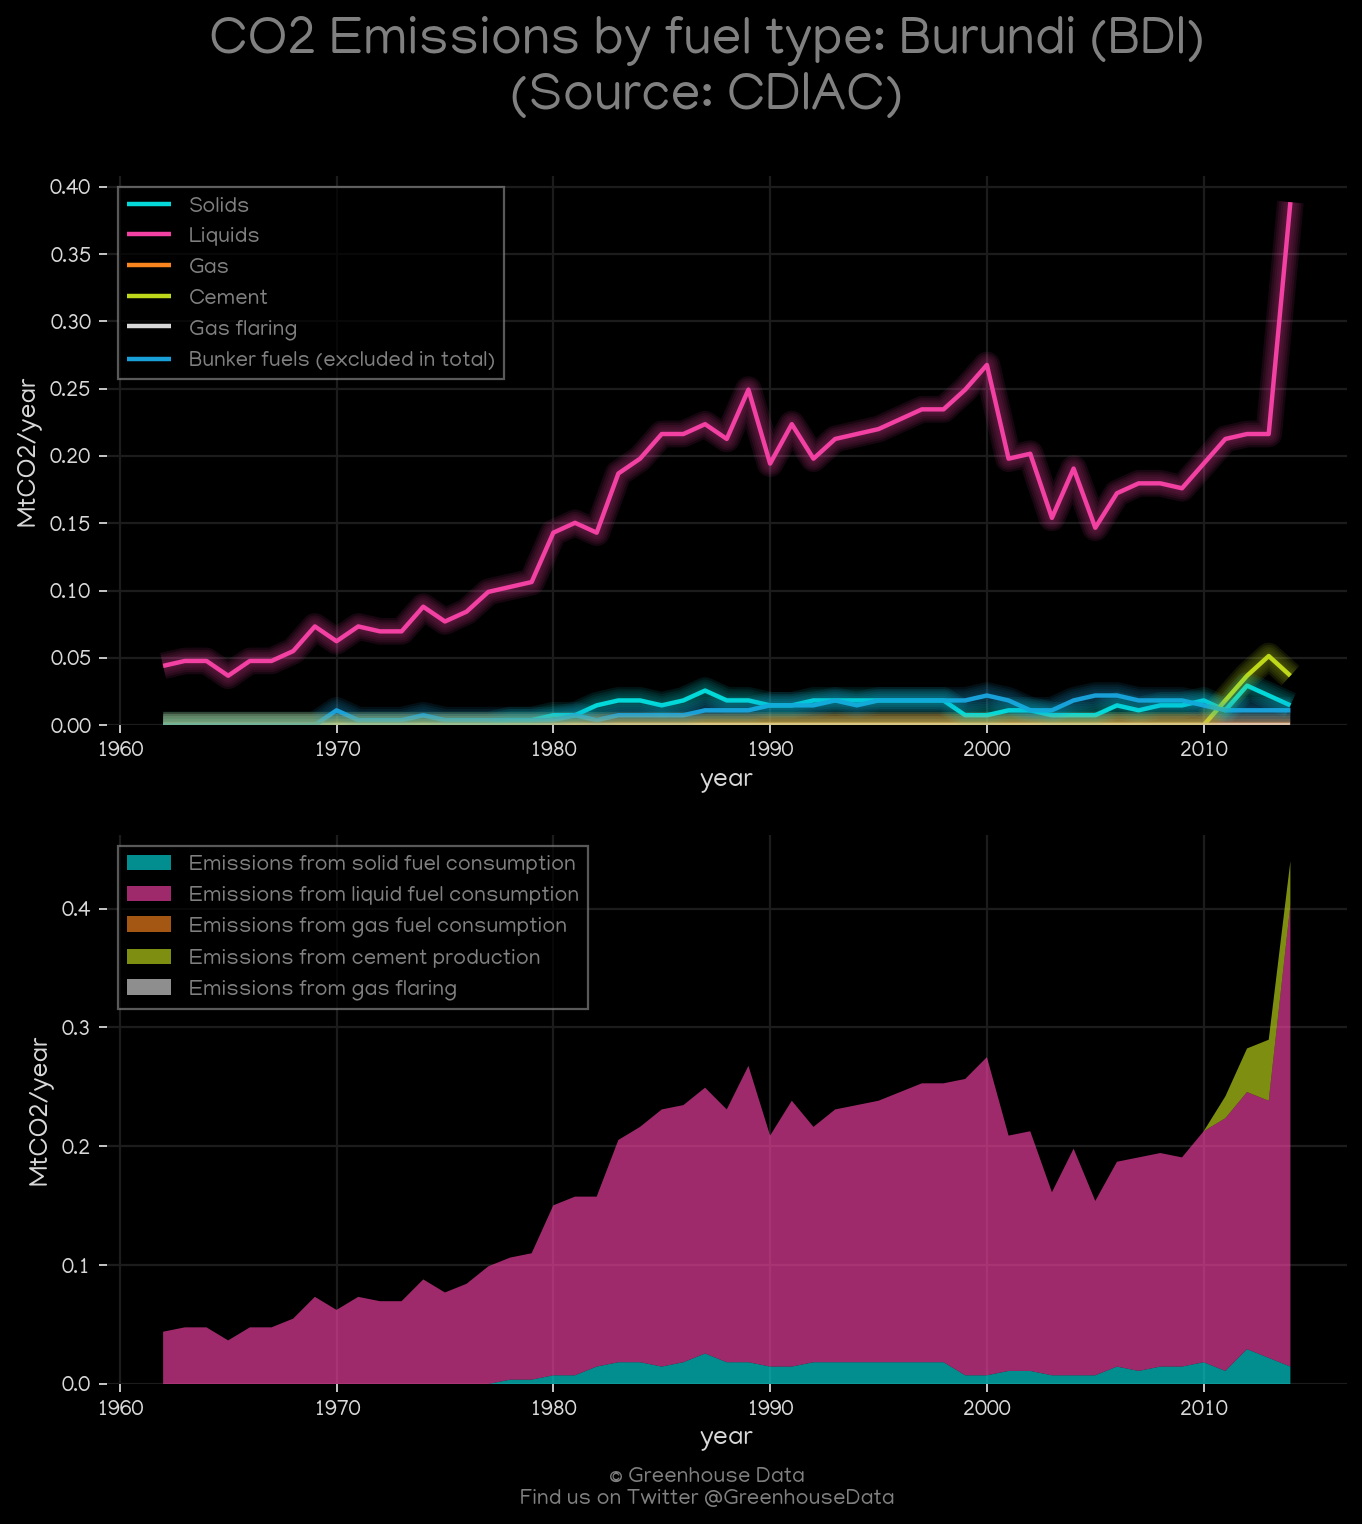 CO2 Emissions by fuel type: Burundi (BDI)
(Source: CDIAC)
0.40
0.35
0.30
0.25
0.20
0.15
0.10
0.05
0.00
MtCO2/year
Solids
Liquids
Gas
Cement
Gas flaring
Bunker fuels (excluded in total)
1960 1970 1980 1990 2000 2010
year
0.4
0.3
0.2
0.1
0.0
MtCO2/year
Emissions from solid fuel consumption
Emissions from liquid fuel consumption
Emissions from gas fuel consumption
Emissions from cement production
Emissions from gas flaring
1960 1970 1980 1990 2000 2010
year
© Greenhouse Data
Find us on Twitter @GreenhouseData